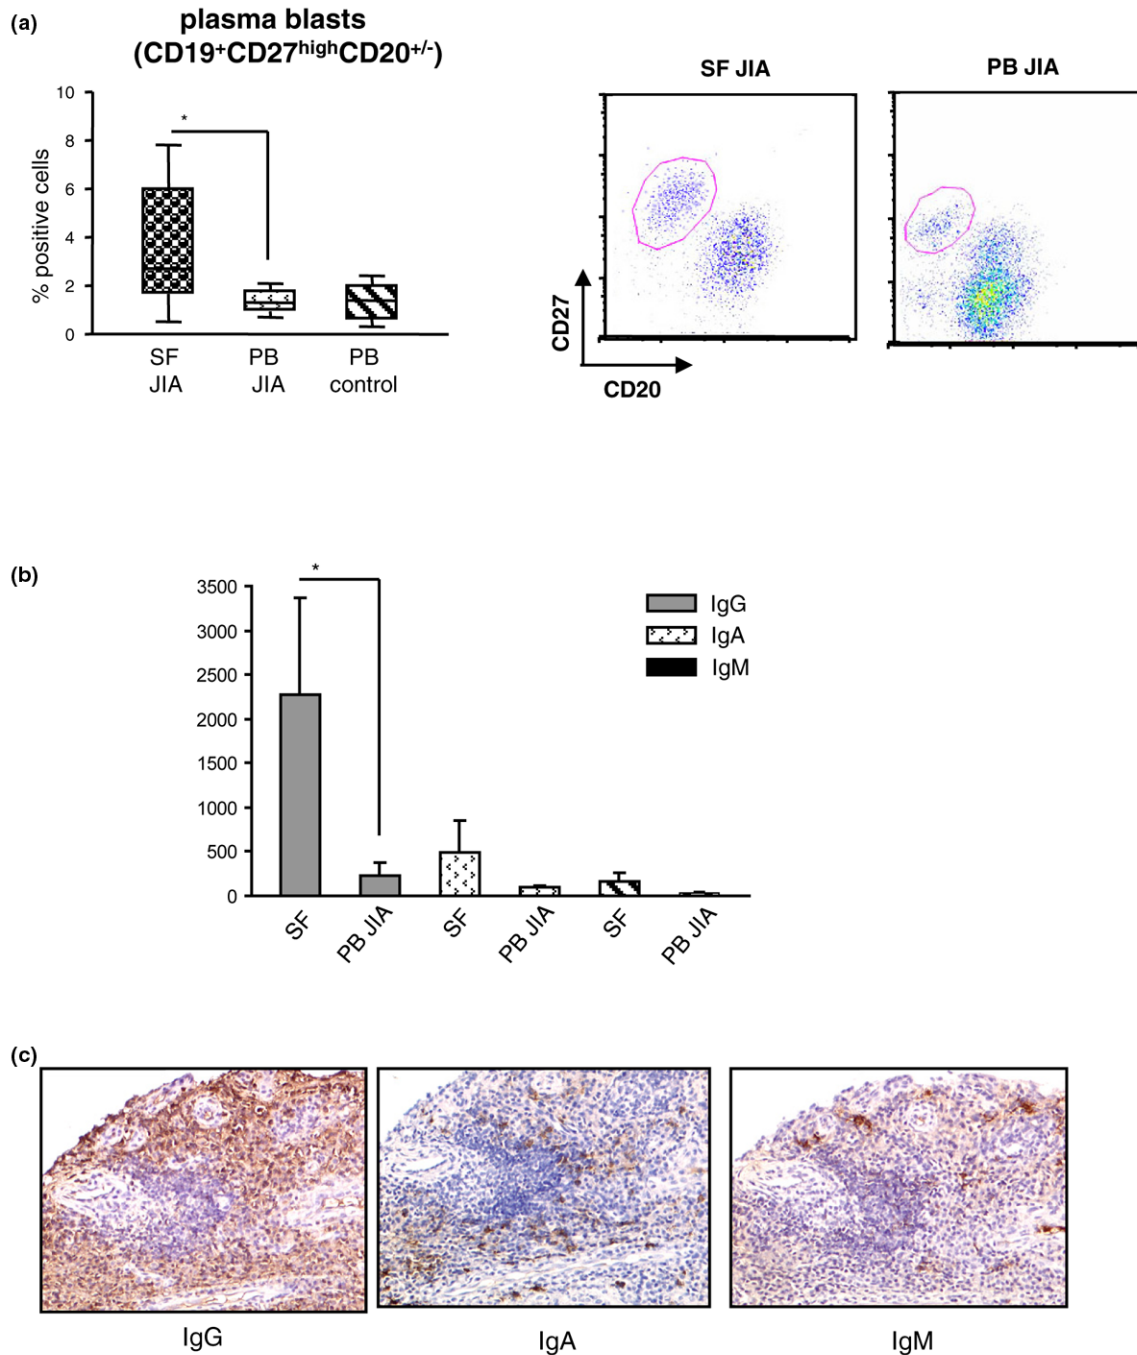 (a)
plasma blasts
(CD19+CD27highCD20+/-)
% positive cells
10
8
6
4
2
0
*
SF
JIA
PB
JIA
PB
control
SF JIA
PB JIA
CD27
CD20
(b)
3500
3000
2500
2000
1500
1000
500
0
*
IgG
IgA
IgM
SF
PB JIA
SF
PB JIA
SF
PB JIA
(c)
IgG
IgA
IgM